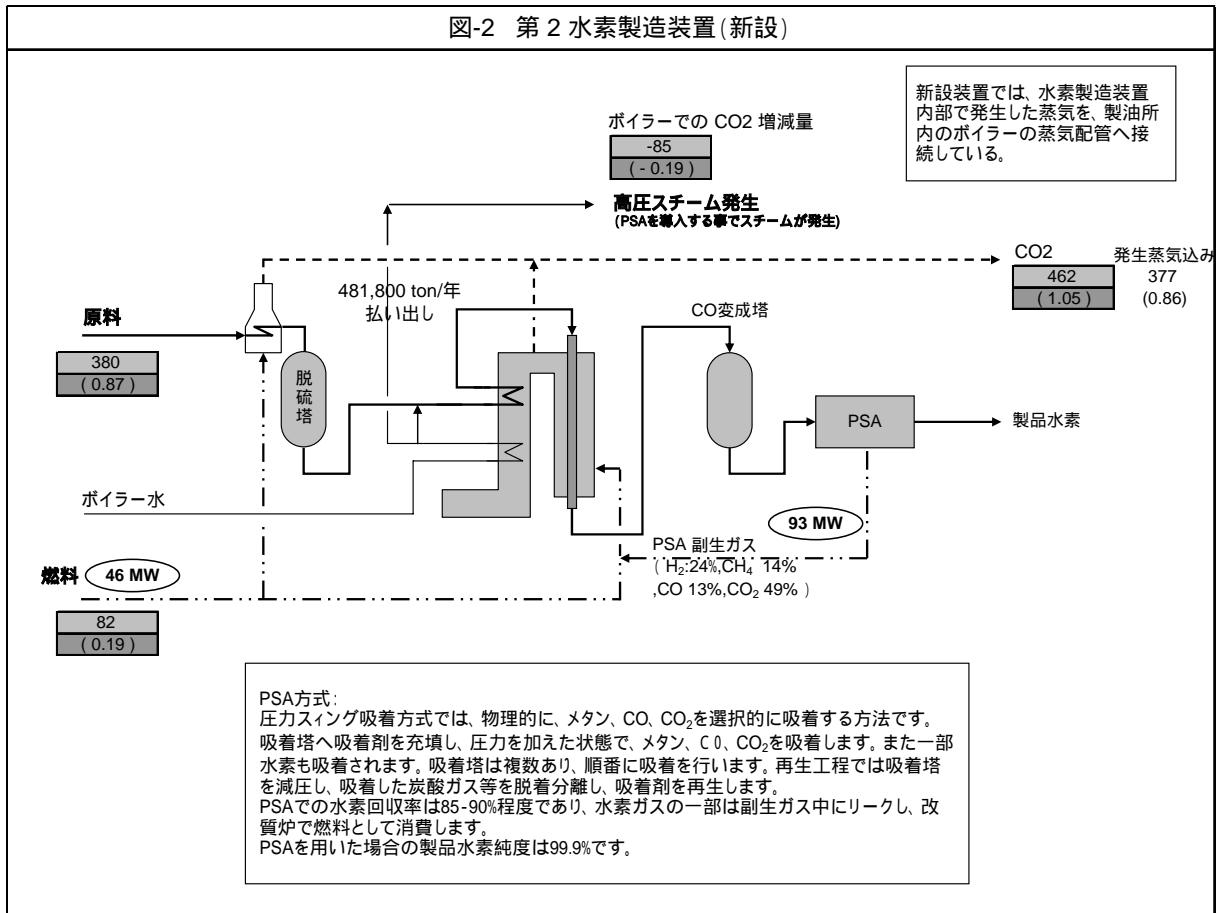 図-2 第2水素製造装置(新設)
新設装置では、水素製造装置
内部で発生した蒸気を、製油所
内のボイラーの蒸気配管へ接
続している。
ボイラーでの CO2 増減量
-85
( - 0.19 )
高圧スチーム発生
(PSAを導入する事でスチームが発生)
CO2
発生蒸気込み
462
377
( 1.05 )
(0.86)
481,800 ton/年
払い出し
原料
380
( 0.87 )
脱硫塔
CO変成塔
PSA
製品水素
ボイラー水
93 MW
PSA 副生ガス
( H2:24%,CH4 14%
,CO 13%,CO2 49% )
燃料
46 MW
82
( 0.19 )
PSA方式:
圧力スィング吸着方式では、物理的に、メタン、CO、CO2を選択的に吸着する方法です。
吸着塔へ吸着剤を充填し、圧力を加えた状態で、メタン、C0、CO2を吸着します。また一部
水素も吸着されます。吸着塔は複数あり、順番に吸着を行います。再生工程では吸着塔
を減圧し、吸着した炭酸ガス等を脱着分離し、吸着剤を再生します。
PSAでの水素回収率は85-90%程度であり、水素ガスの一部は副生ガス中にリークし、改
質炉で燃料として消費します。
PSAを用いた場合の製品水素純度は99.9%です。